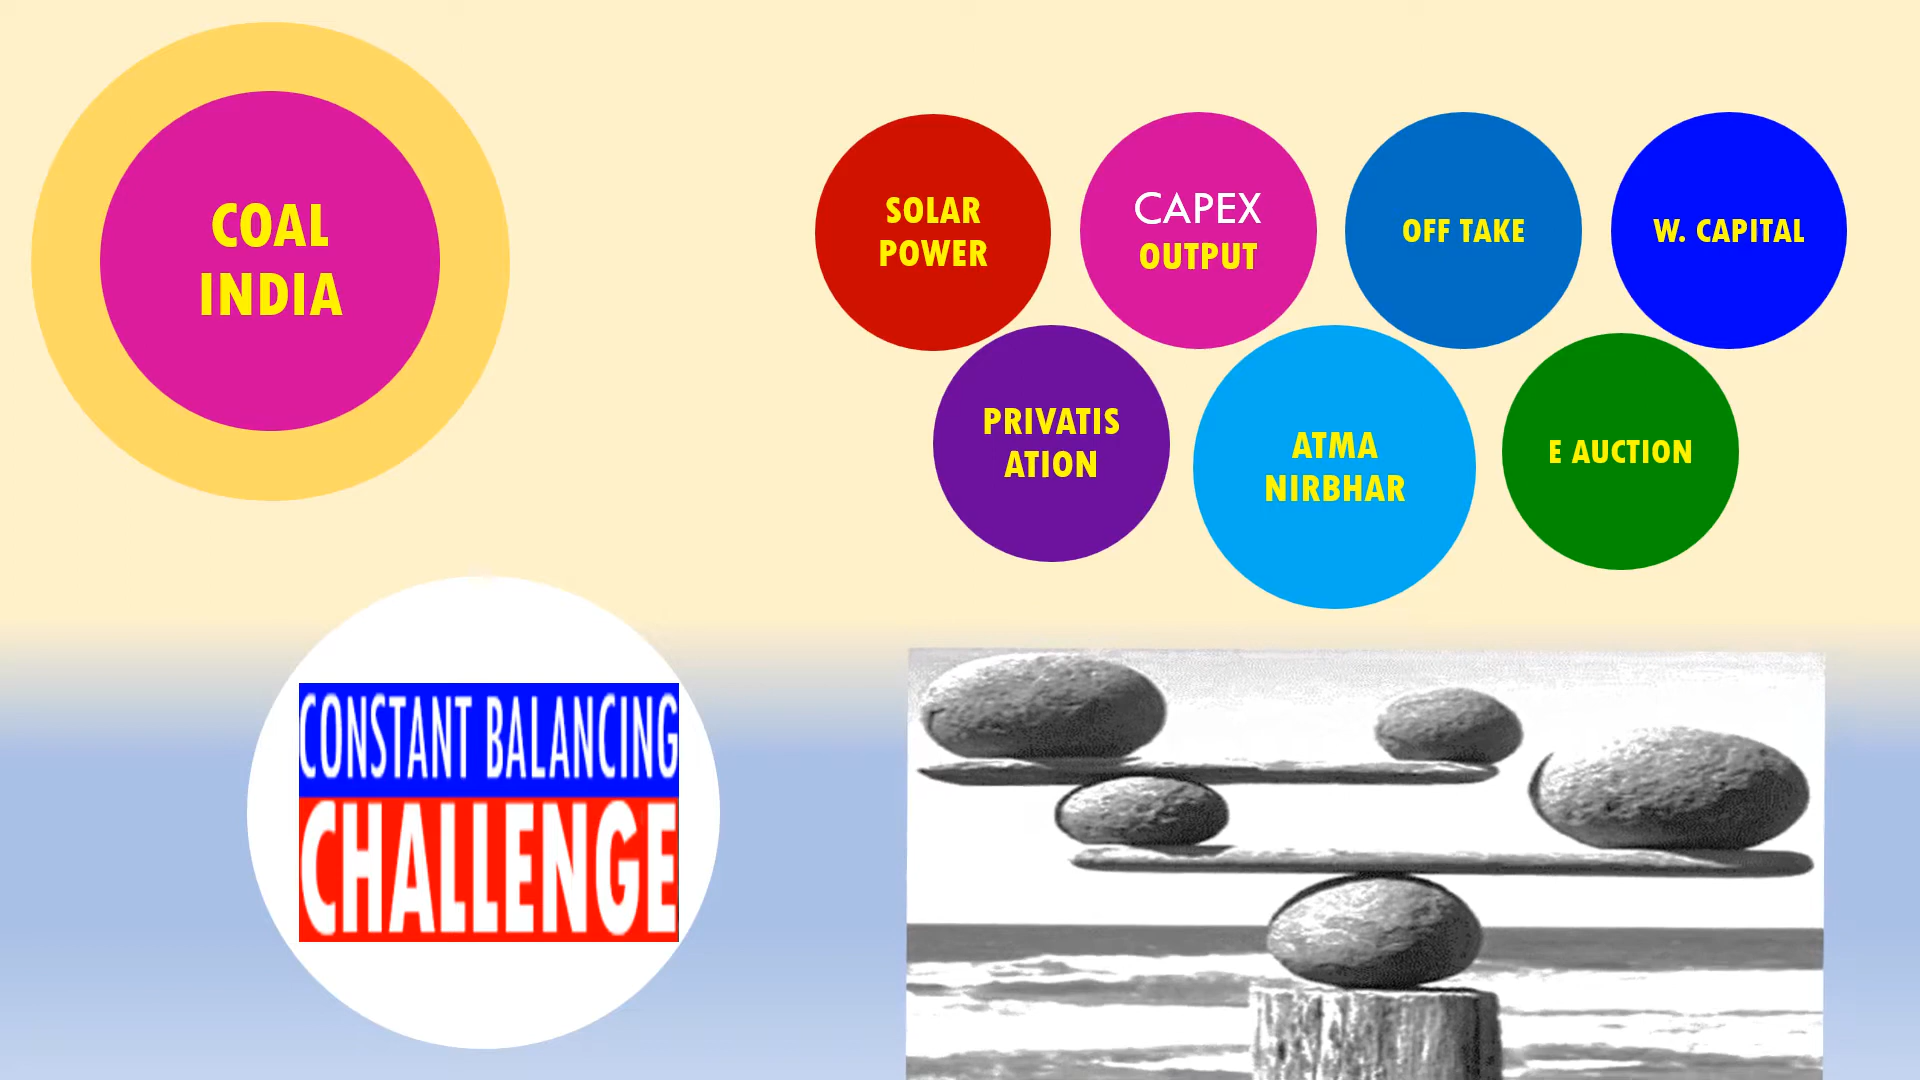 COAL
INDIA
SOLAR
POWER
CAPEX
OUTPUT
OFF TAKE
W. CAPITAL
PRIVATIS
ATION
ATMA
NIRBHAR
E AUCTION
CONSTANT BALANCING
CHALLENGE